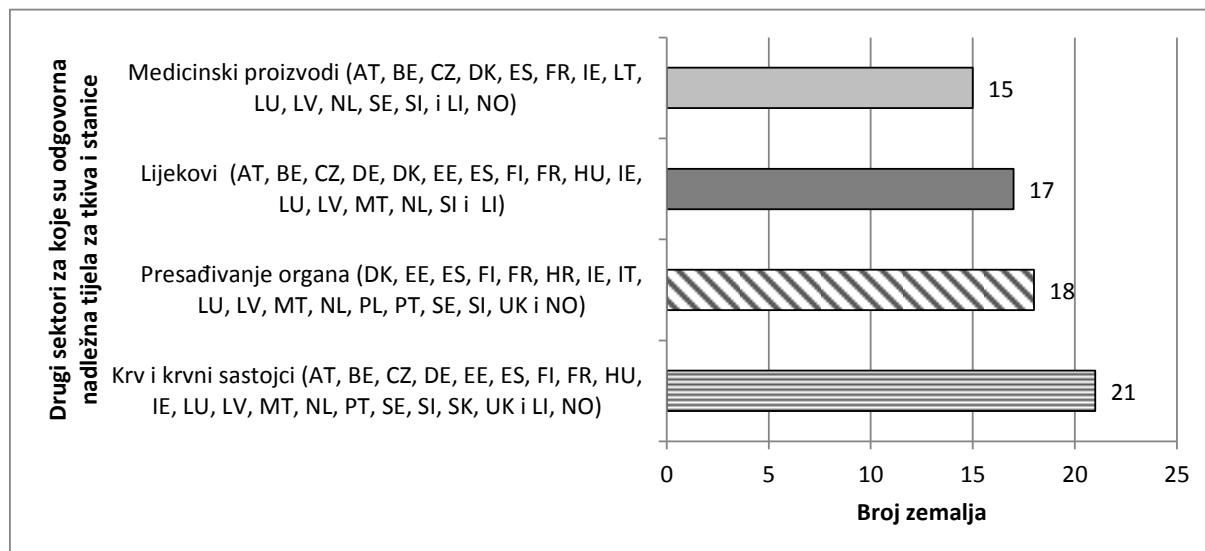 Drugi sektori za koje su odgovorna
nadležna tijela za tkiva i stanice
Medicinski proizvodi (AT, BE, CZ, DK, ES, FR, IE, LT,
LU, LV, NL, SE, SI, i LI, NO)
15
Lijekovi (AT, BE, CZ, DE, DK, EE, ES, FI, FR, HU, IE,
LU, LV, MT, NL, SI i LI)
17
Presađivanje organa (DK, EE, ES, FI, FR, HR, IE, IT,
LU, LV, MT, NL, PL, PT, SE, SI, UK i NO)
18
Krv i krvni sastojci (AT, BE, CZ, DE, EE, ES, FI, FR, HU,
IE, LU, LV, MT, NL, PT, SE, SI, SK, UK i LI, NO)
21
0 5 10 15 20 25
Broj zemalja